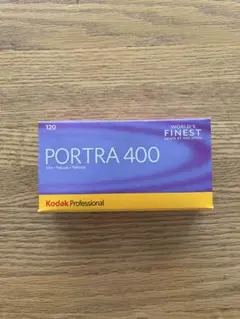 120
WORLD'S
FINEST
PORTRA 400
Kodak Professional